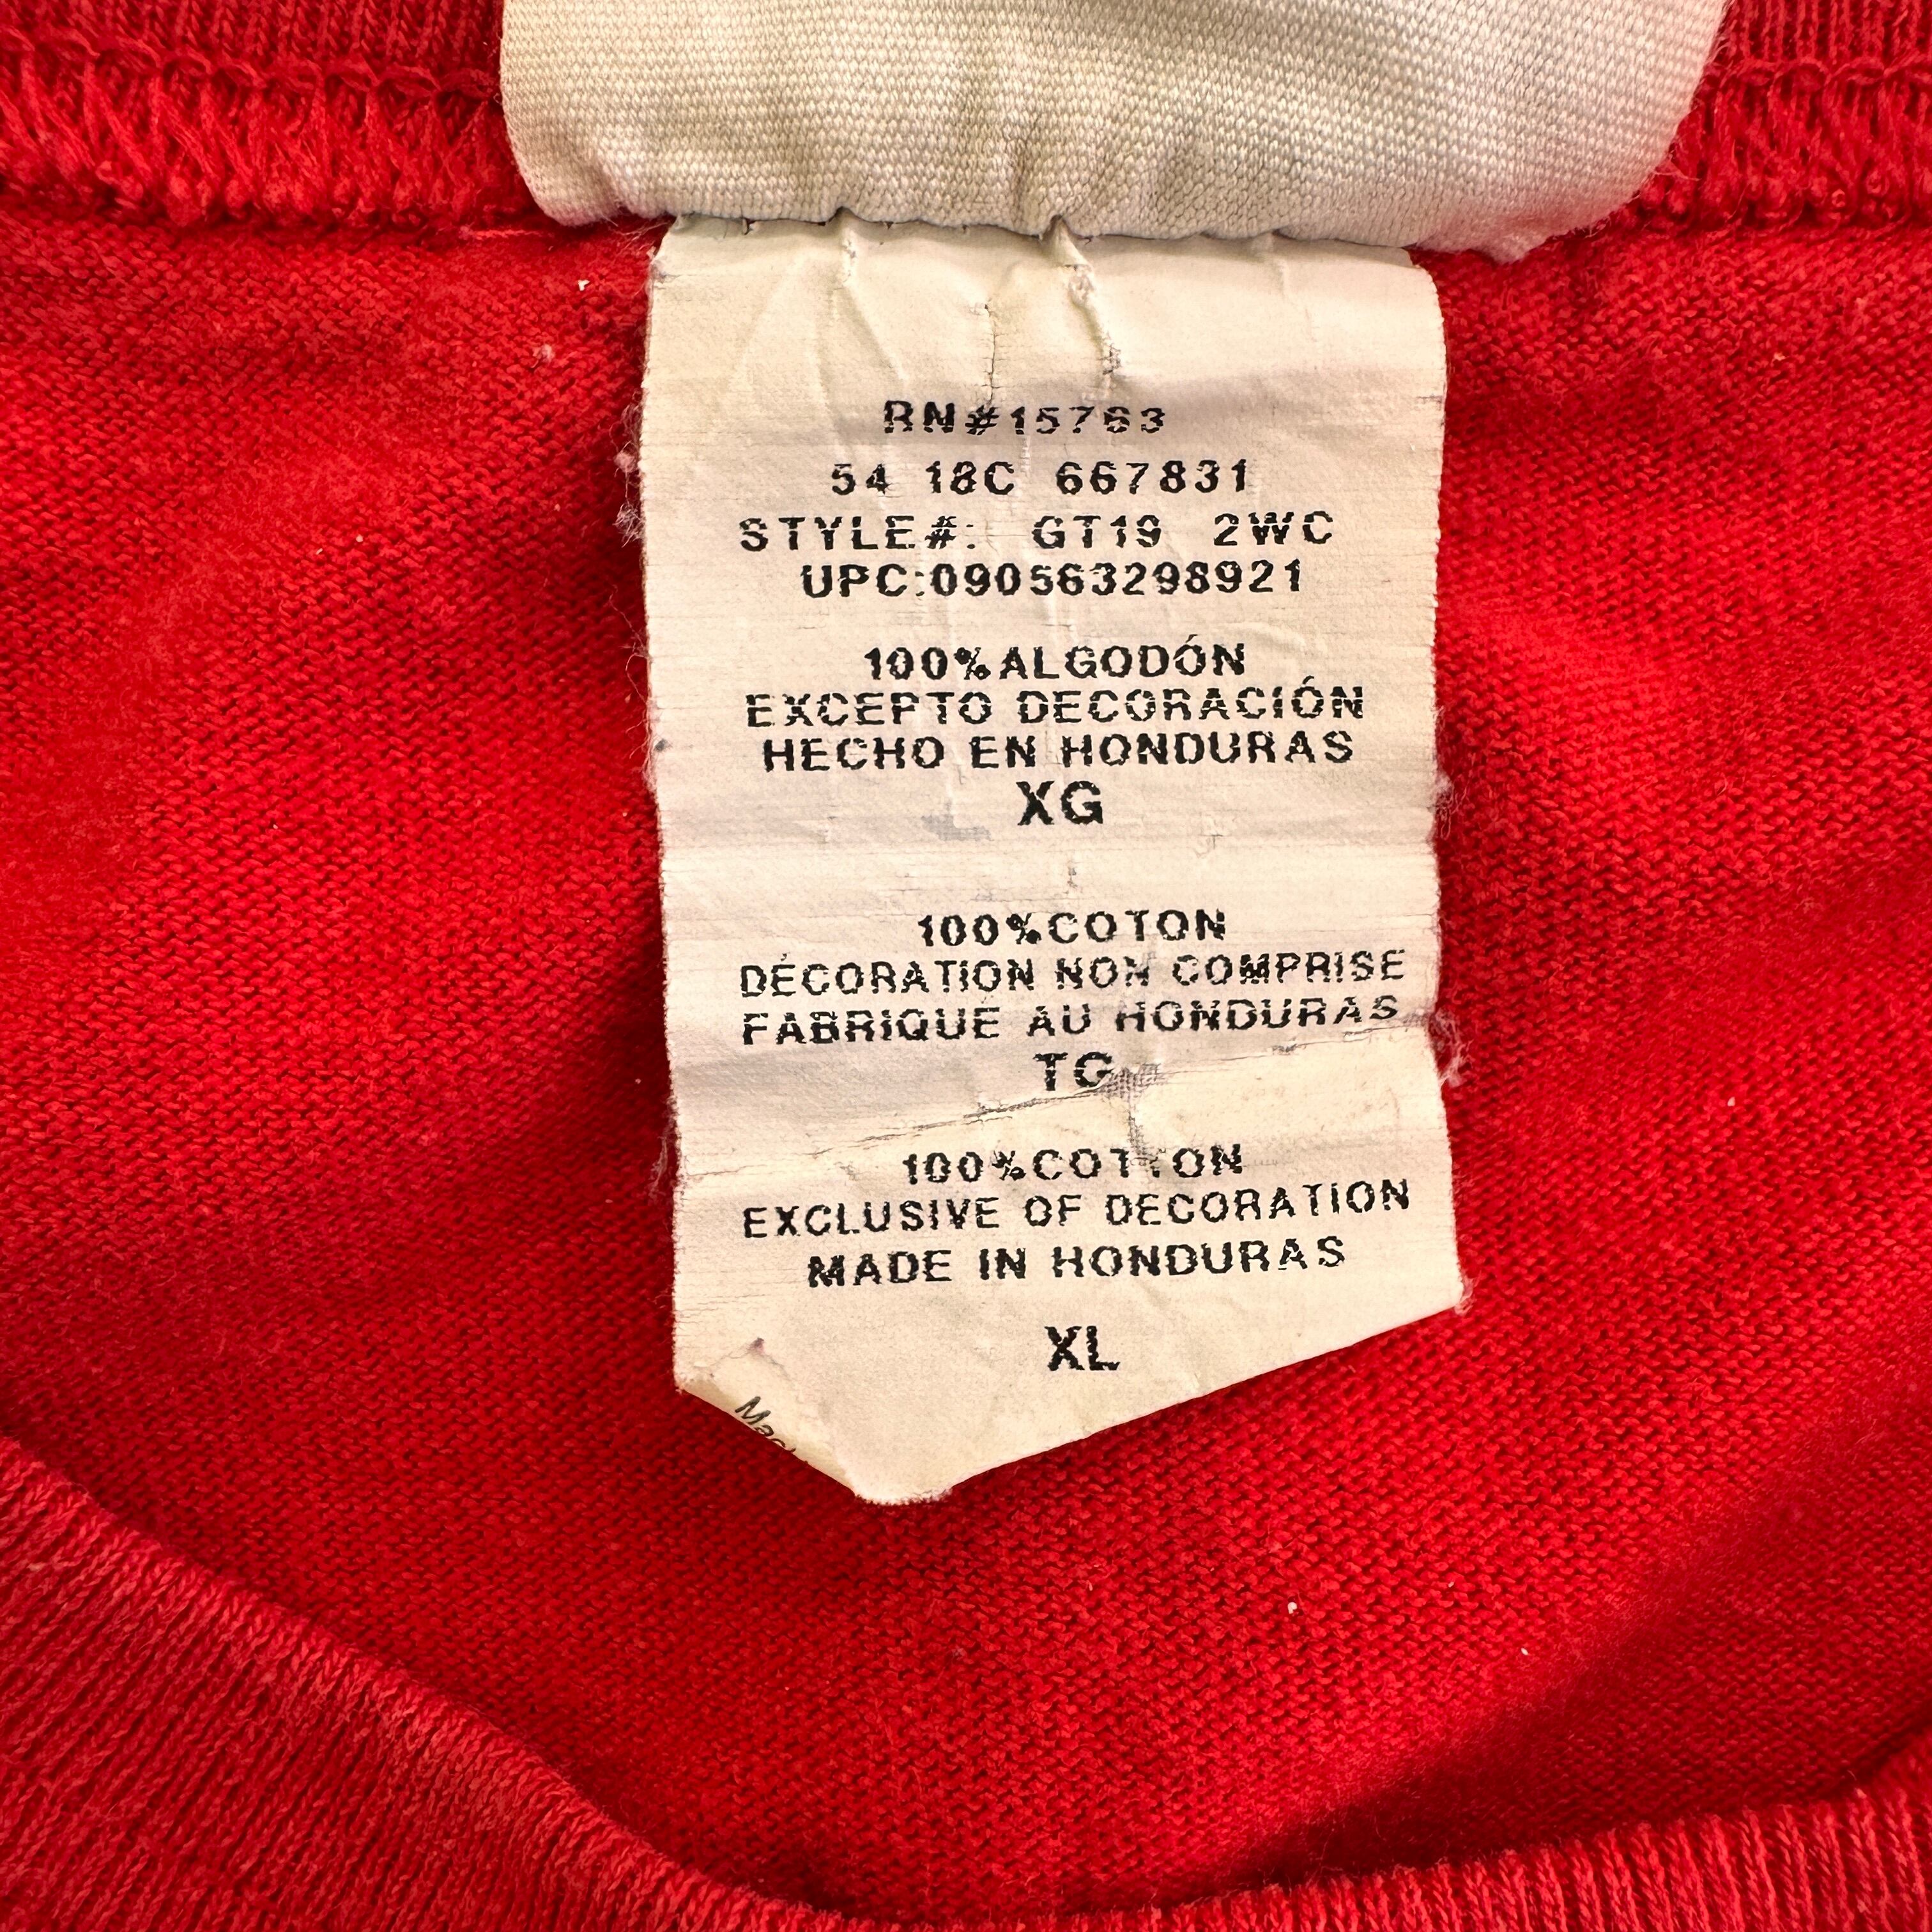 RN#15763
54 18C 667831
STYLE#: GT19 2WC
UPC:090563298921
100%ALGODÓN
EXCEPTO DECORACIÓN
HECHO EN HONDURAS
XG
100%COTON
DÉCORATION NON COMPRISE
FABRIQUE AU HONDURAS
TG
100%COTTON
EXCLUSIVE OF DECORATION
MADE IN HONDURAS
XL